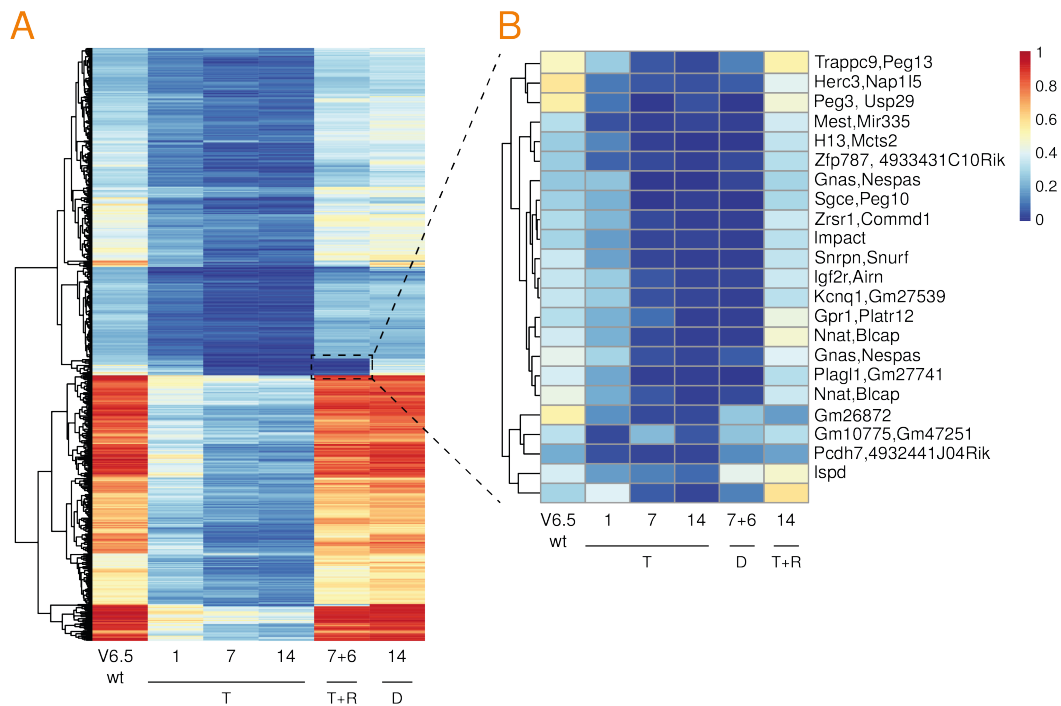 A
B
Trappc9,Peg13
Herc3,Nap1l5
Peg3, Usp29
Mest,Mir335
H13,Mcts2
Zfp787, 4933431C10Rik
Gnas,Nespas
Sgce,Peg10
Zrsr1,Commd1
Impact
Snrpn,Snurf
Igf2r,Airn
Kcnq1,Gm27539
Gpr1,Platr12
Nnat,Blcap
Gnas,Nespas
Plagl1,Gm27741
Nnat,Blcap
Gm26872
Gm10775,Gm47251
Pcdh7,4932441J04Rik
Ispd
1
0.8
0.6
0.4
0.2
0
V6.5 1 7 14 7+6 14
wt
T D T+R
V6.5 1 7 14 7+6 14
wt
T T+R D